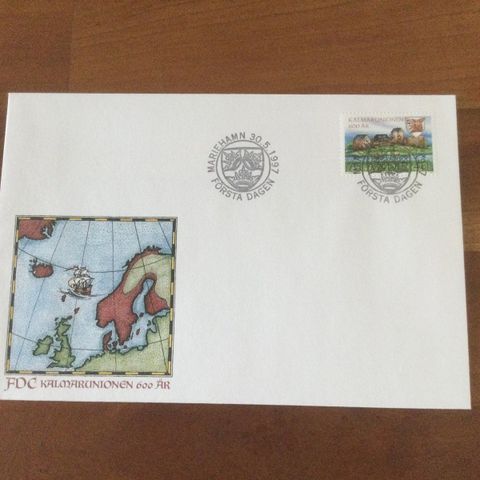 KALMARUNIONEN
600 ÅR
MARIEHAMN 30.5.1997
FÖRSTA DAGEN
FÖRSTA DAGEN
FDC KALMARUNIONEN 600 ÅR